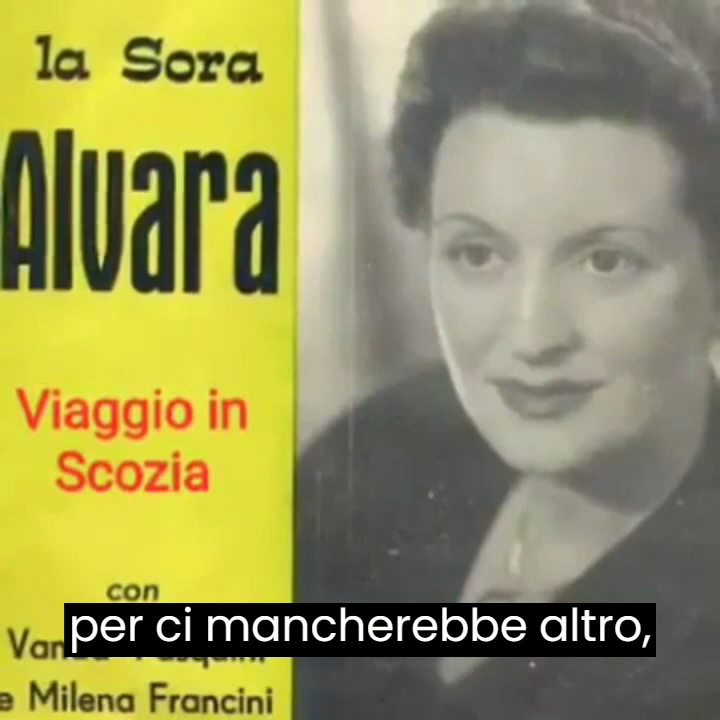 la Sora
Alvara
Viaggio in
Scozia
con
per ci mancherebbe altro,
e Milena Francini